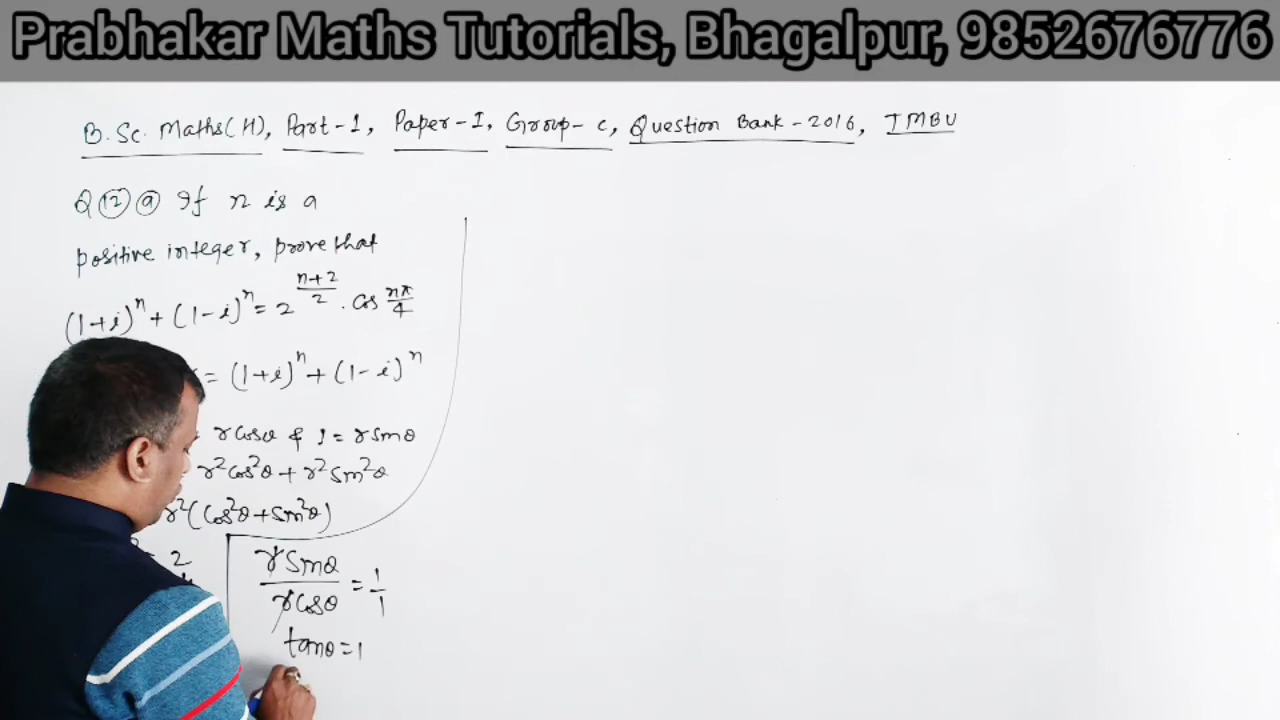 Prabhakar Maths Tutorials, Bhagalpur, 9852676776
B.Sc. Maths(H), Part-1, Paper-I, Group-C, Question Bank-2016, TMBU
Q 12 a If n is a
positive integer, prove that
(1+i)^n + (1-i)^n = 2^((n+2)/2) . cos nπ/4
= (1+i)^n + (1-i)^n
r cosθ & 1 = r sinθ
r²cos²θ + r²sin²θ
r²(cos²θ + sin²θ)
2
r sinθ / r cosθ = 1/1
tanθ = 1